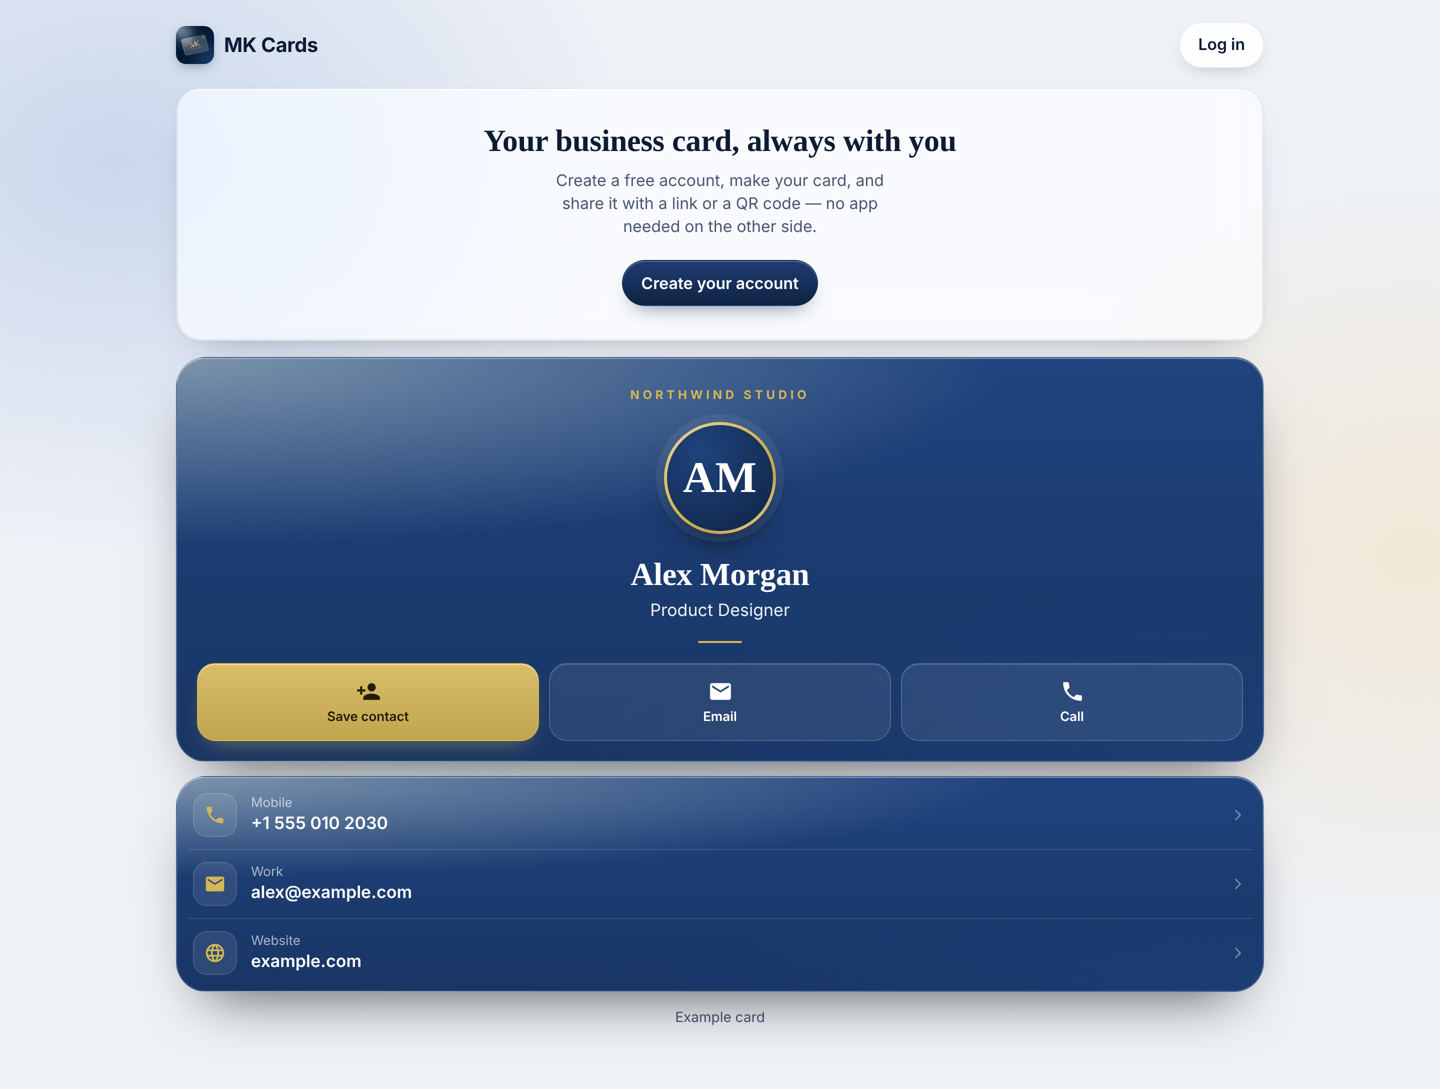 MK Cards
Log in
Your business card, always with you
Create a free account, make your card, and
share it with a link or a QR code — no app
needed on the other side.
Create your account
NORTHWIND STUDIO
AM
Alex Morgan
Product Designer
Save contact
Email
Call
Mobile
+1 555 010 2030
Work
alex@example.com
Website
example.com
Example card